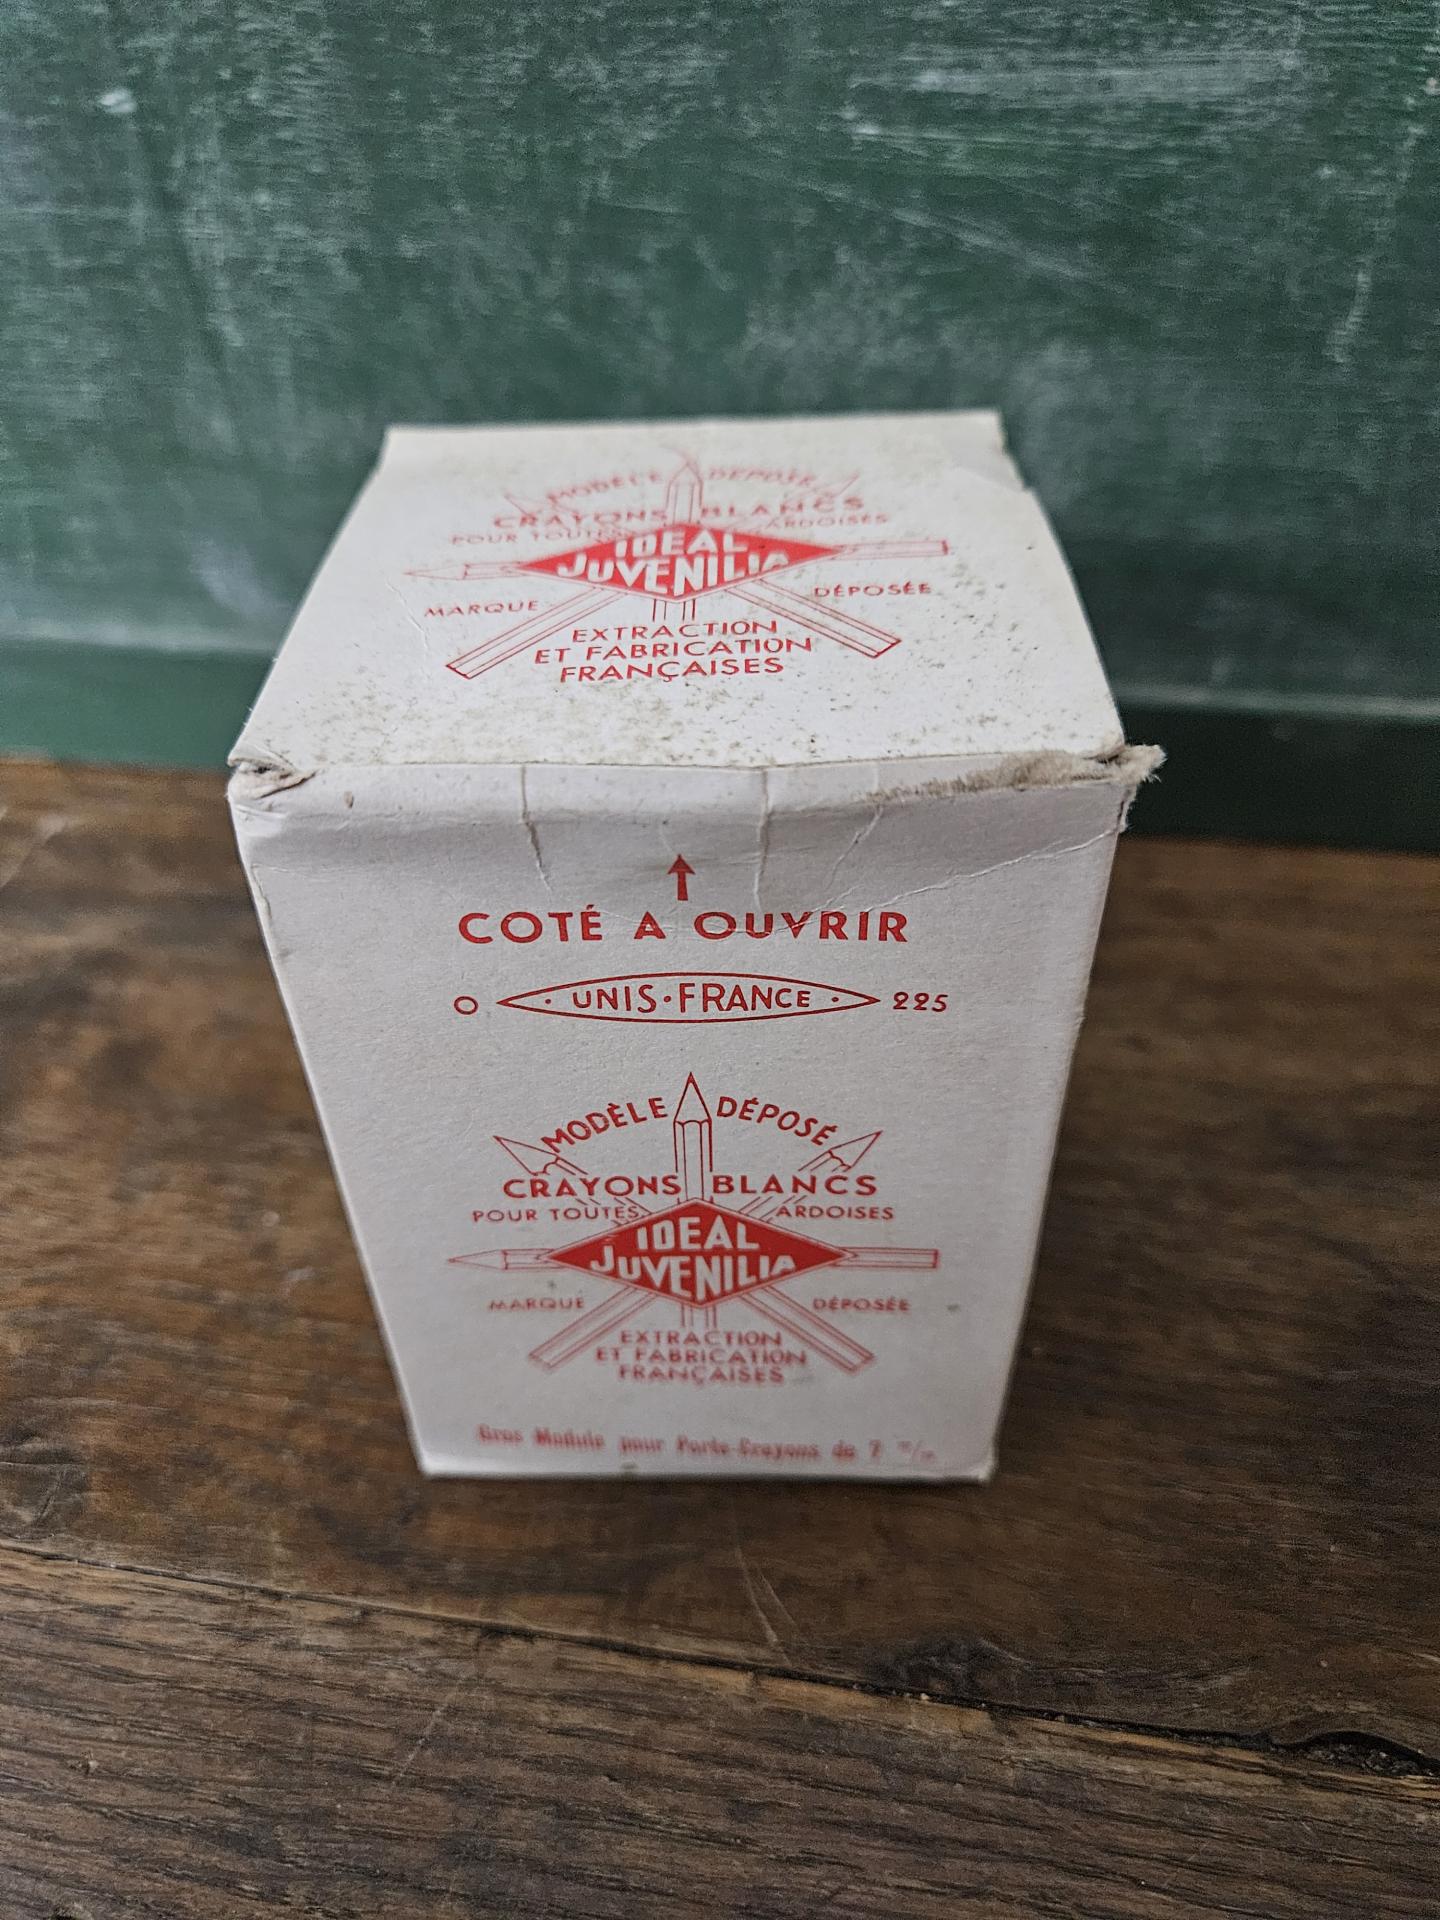 MODÈLE DÉPOSÉ
CRAYONS BLANCS
POUR TOUTES ARDOISES
IDEAL
JUVENILIA
MARQUE DÉPOSÉE
EXTRACTION
ET FABRICATION
FRANÇAISES
COTÉ A OUVRIR
O · UNIS·FRANCE · 225
MODÈLE DÉPOSÉ
CRAYONS BLANCS
POUR TOUTES ARDOISES
IDEAL
JUVENILIA
MARQUE DÉPOSÉE
EXTRACTION
ET FABRICATION
FRANÇAISES
Gros Module pour Porte-Crayons de 7 m/m